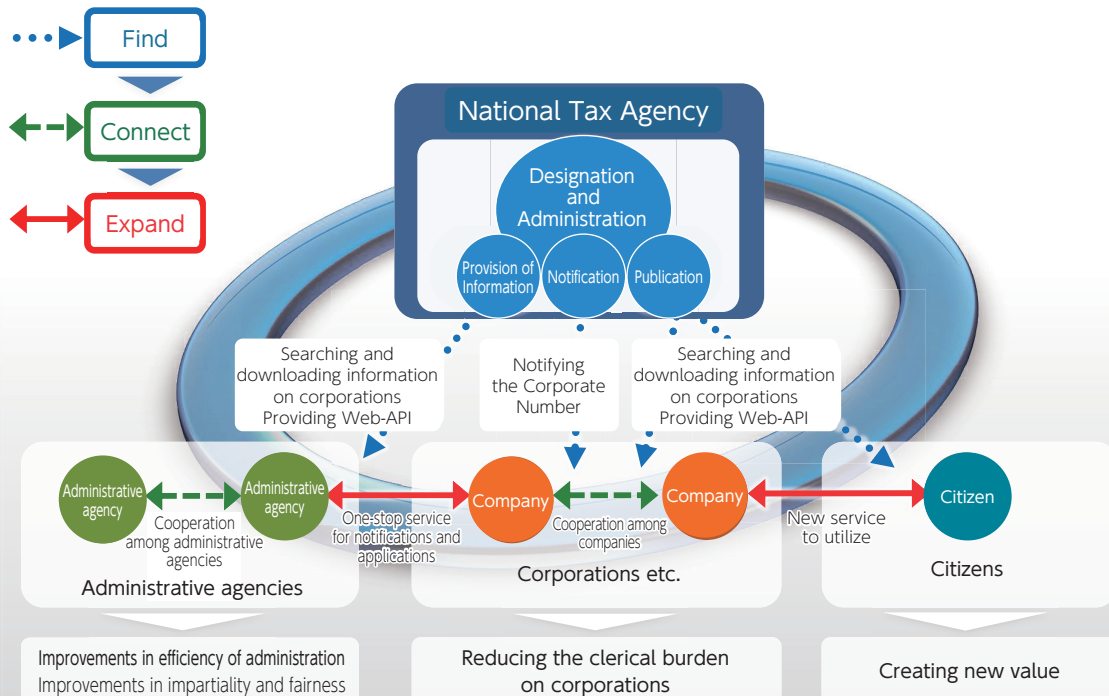 Find
Connect
Expand
National Tax Agency
Designation
and
Administration
Provision of
Information
Notification
Publication
Searching and
downloading information
on corporations
Providing Web-API
Notifying
the Corporate
Number
Searching and
downloading information
on corporations
Providing Web-API
Administrative
agency
Cooperation
among administrative
agencies
Administrative
agency
One-stop service
for notifications and
applications
Company
Cooperation among
companies
Company
New service
to utilize
Citizen
Administrative agencies
Corporations etc.
Citizens
Improvements in efficiency of administration
Improvements in impartiality and fairness
Reducing the clerical burden
on corporations
Creating new value